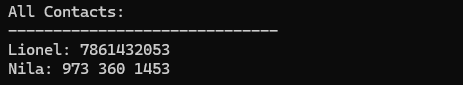 All Contacts:
------------------------------
Lionel: 7861432053
Nila: 973 360 1453